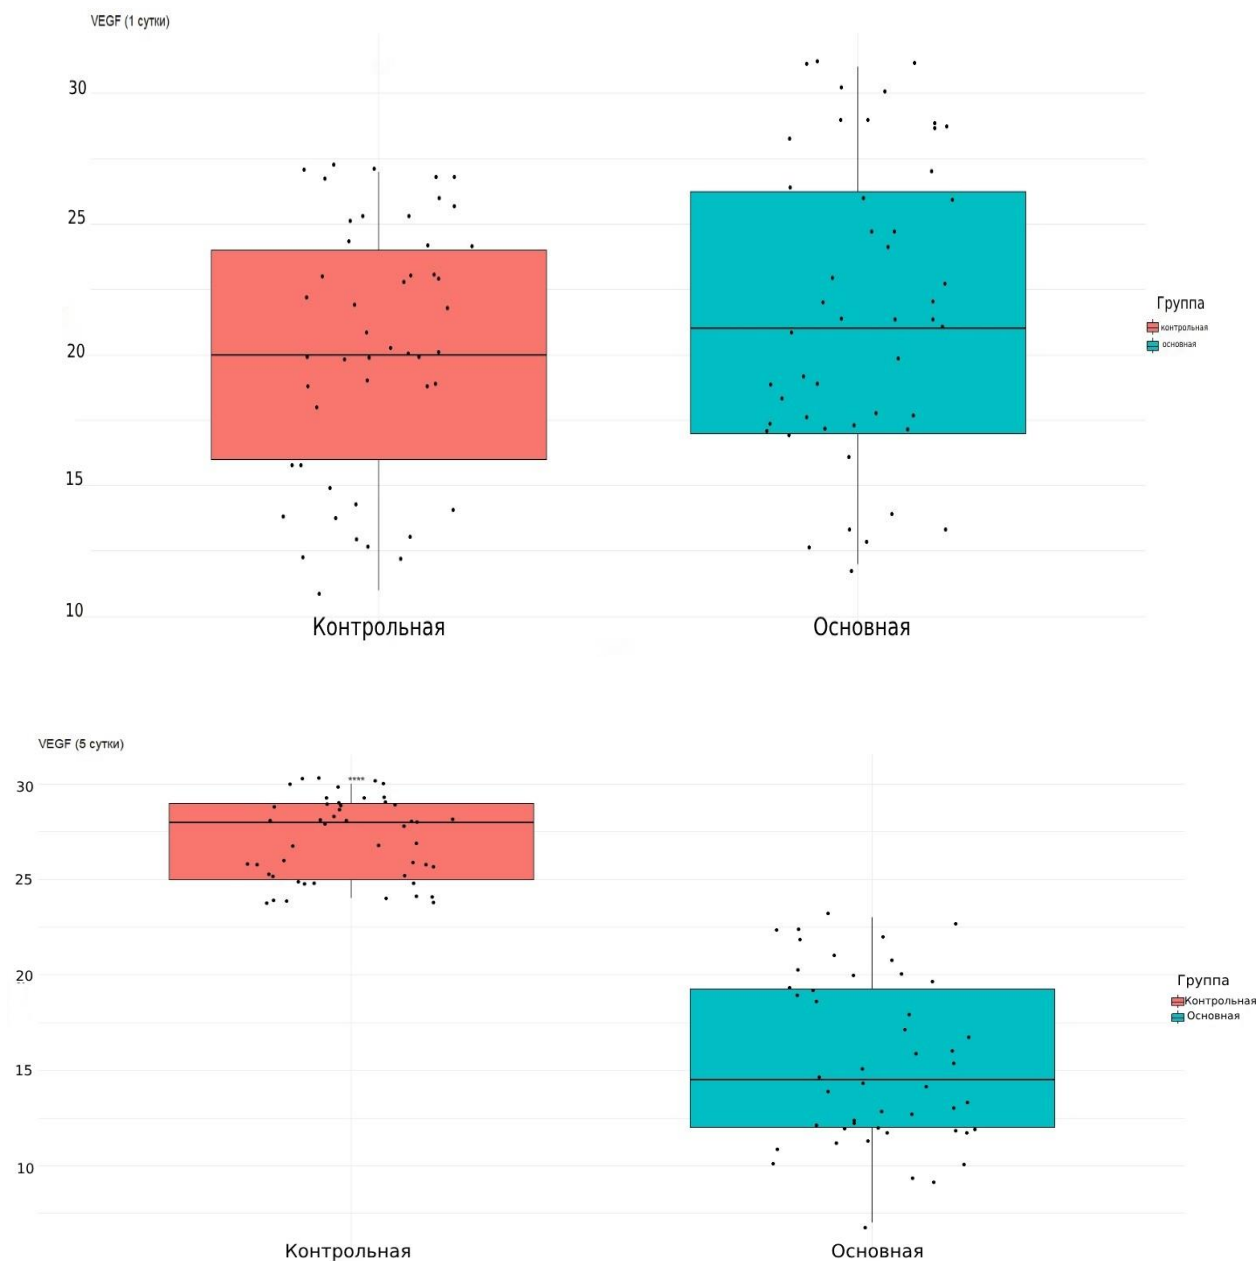 VEGF (1 сутки)
30
25
20
15
10
Контрольная
Основная
Группа
контрольная
основная
VEGF (5 сутки)
****
30
25
20
15
10
Контрольная
Основная
Группа
Контрольная
Основная